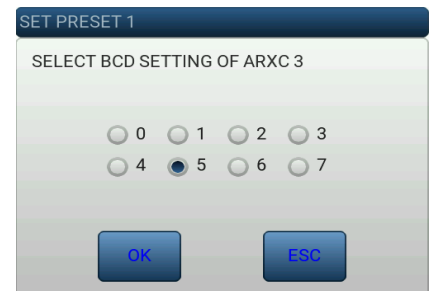 SET PRESET 1
SELECT BCD SETTING OF ARXC 3
0 1 2 3
4 5 6 7
OK ESC